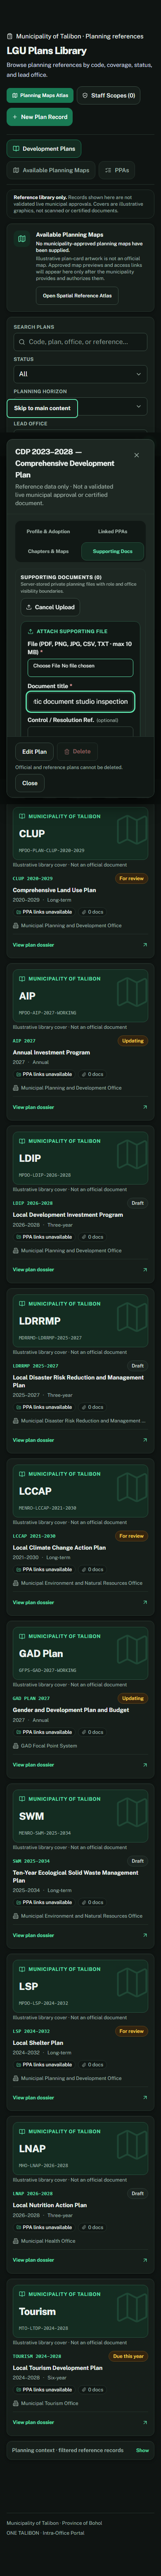 Municipality of Talibon · Planning references
LGU Plans Library
Browse planning references by code, coverage, status, and lead office.
Planning Maps Atlas
Staff Scopes (0)
+ New Plan Record
Development Plans
Available Planning Maps
PPAs
Reference library only. Records shown here are not validated live municipal approvals. Covers are illustrative graphics, not scanned or certified documents.
Available Planning Maps
No municipality-approved planning maps have been supplied.
Illustrative plan-card artwork is not an official map. Approved map previews and access links will appear here only after the municipality provides and authorizes them.
Open Spatial Reference Atlas
SEARCH PLANS
Code, plan, office, or reference...
STATUS
All
PLANNING HORIZON
Skip to main content
LEAD OFFICE
CDP 2023–2028 —
Comprehensive Development
Plan
Reference data only · Not a validated live municipal approval or certified document.
Profile & Adoption
Linked PPAs
Chapters & Maps
Supporting Docs
SUPPORTING DOCUMENTS (0)
Server-stored private planning files with role and office visibility boundaries.
Cancel Upload
ATTACH SUPPORTING FILE
File (PDF, PNG, JPG, CSV, TXT · max 10 MB) *
Choose File No file chosen
Document title *
tic document studio inspection
Control / Resolution Ref. (optional)
Edit Plan
Delete
Official and reference plans cannot be deleted.
Close
MUNICIPALITY OF TALIBON
CLUP
MPDO-PLAN-CLUP-2020-2029
Illustrative library cover · Not an official document
CLUP 2020-2029
For review
Comprehensive Land Use Plan
2020–2029 · Long-term
PPA links unavailable
0 docs
Municipal Planning and Development Office
View plan dossier
MUNICIPALITY OF TALIBON
AIP
MPDO-AIP-2027-WORKING
Illustrative library cover · Not an official document
AIP 2027
Updating
Annual Investment Program
2027 · Annual
PPA links unavailable
0 docs
Municipal Planning and Development Office
View plan dossier
MUNICIPALITY OF TALIBON
LDIP
MPDO-LDIP-2026-2028
Illustrative library cover · Not an official document
LDIP 2026-2028
Draft
Local Development Investment Program
2026–2028 · Three-year
PPA links unavailable
0 docs
Municipal Planning and Development Office
View plan dossier
MUNICIPALITY OF TALIBON
LDRRMP
MDRRMO-LDRRMP-2025-2027
Illustrative library cover · Not an official document
LDRRMP 2025-2027
Draft
Local Disaster Risk Reduction and Management Plan
2025–2027 · Three-year
PPA links unavailable
0 docs
Municipal Disaster Risk Reduction and Management ...
View plan dossier
MUNICIPALITY OF TALIBON
LCCAP
MENRO-LCCAP-2021-2030
Illustrative library cover · Not an official document
LCCAP 2021-2030
For review
Local Climate Change Action Plan
2021–2030 · Long-term
PPA links unavailable
0 docs
Municipal Environment and Natural Resources Office
View plan dossier
MUNICIPALITY OF TALIBON
GAD Plan
GFPS-GAD-2027-WORKING
Illustrative library cover · Not an official document
GAD PLAN 2027
Updating
Gender and Development Plan and Budget
2027 · Annual
PPA links unavailable
0 docs
GAD Focal Point System
View plan dossier
MUNICIPALITY OF TALIBON
SWM
MENRO-SWM-2025-2034
Illustrative library cover · Not an official document
SWM 2025-2034
Draft
Ten-Year Ecological Solid Waste Management Plan
2025–2034 · Long-term
PPA links unavailable
0 docs
Municipal Environment and Natural Resources Office
View plan dossier
MUNICIPALITY OF TALIBON
LSP
MPDO-LSP-2024-2032
Illustrative library cover · Not an official document
LSP 2024-2032
For review
Local Shelter Plan
2024–2032 · Long-term
PPA links unavailable
0 docs
Municipal Planning and Development Office
View plan dossier
MUNICIPALITY OF TALIBON
LNAP
MHO-LNAP-2026-2028
Illustrative library cover · Not an official document
LNAP 2026-2028
Draft
Local Nutrition Action Plan
2026–2028 · Three-year
PPA links unavailable
0 docs
Municipal Health Office
View plan dossier
MUNICIPALITY OF TALIBON
Tourism
MTO-LTDP-2024-2028
Illustrative library cover · Not an official document
TOURISM 2024-2028
Due this year
Local Tourism Development Plan
2024–2028 · Six-year
PPA links unavailable
0 docs
Municipal Tourism Office
View plan dossier
Planning context · filtered reference records
Show
Municipality of Talibon · Province of Bohol
ONE TALIBON · Intra-Office Portal